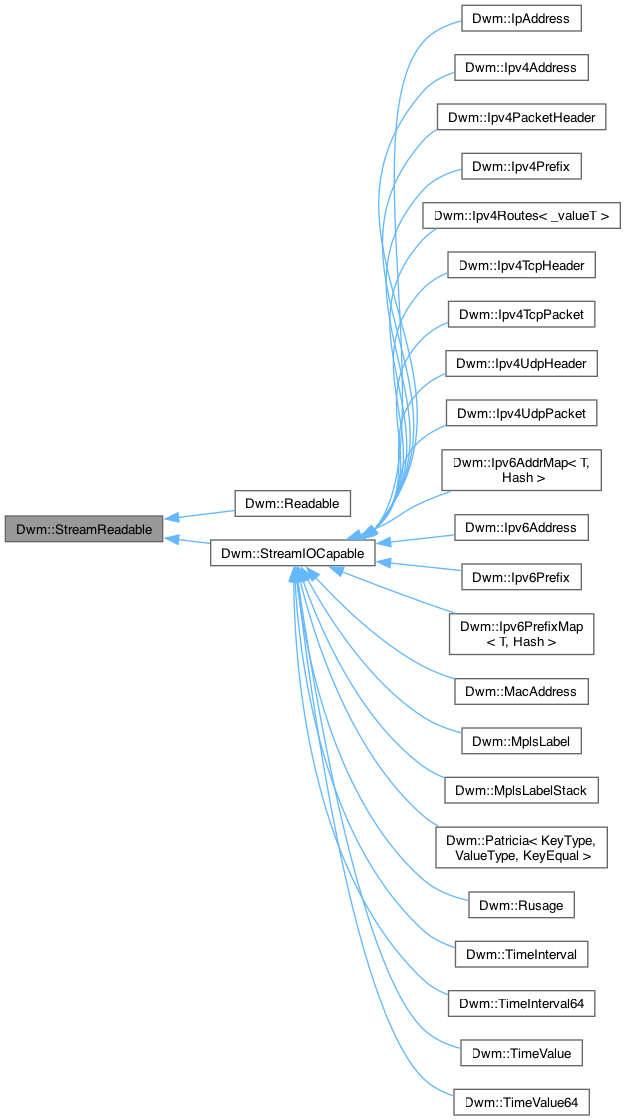 Dwm::IpAddress
Dwm::Ipv4Address
Dwm::Ipv4PacketHeader
Dwm::Ipv4Prefix
Dwm::Ipv4Routes< _valueT >
Dwm::Ipv4TcpHeader
Dwm::Ipv4TcpPacket
Dwm::Ipv4UdpHeader
Dwm::Ipv4UdpPacket
Dwm::Ipv6AddrMap< T,
Hash >
Dwm::Readable
Dwm::StreamReadable
Dwm::Ipv6Address
Dwm::StreamIOCapable
Dwm::Ipv6Prefix
Dwm::Ipv6PrefixMap
< T, Hash >
Dwm::MacAddress
Dwm::MplsLabel
Dwm::MplsLabelStack
Dwm::Patricia< KeyType,
ValueType, KeyEqual >
Dwm::Rusage
Dwm::TimeInterval
Dwm::TimeInterval64
Dwm::TimeValue
Dwm::TimeValue64